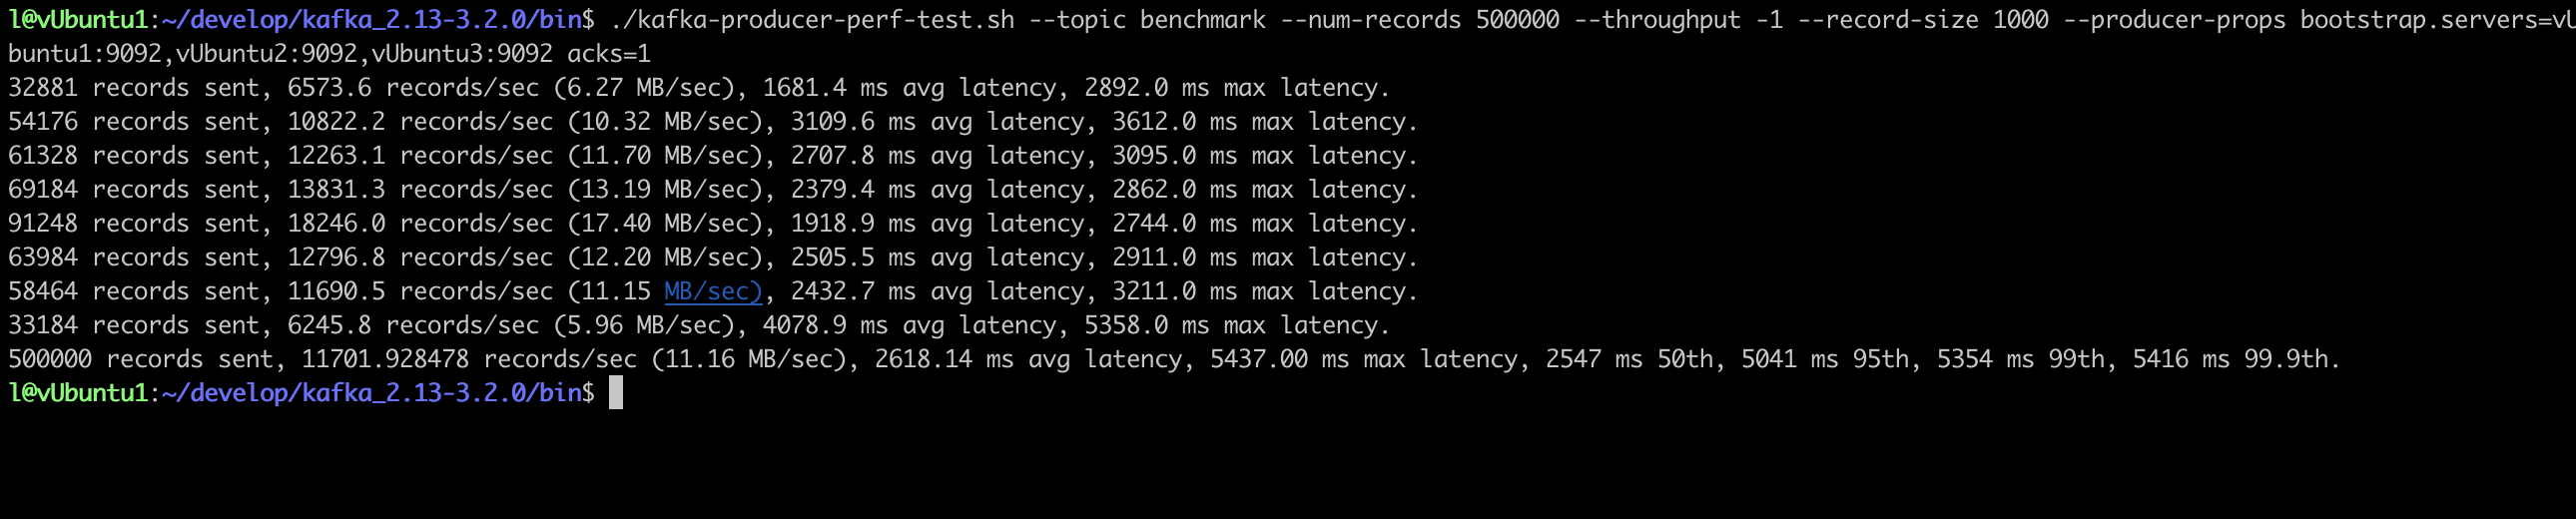 l@vUbuntu1:~/develop/kafka_2.13-3.2.0/bin$ ./kafka-producer-perf-test.sh --topic benchmark --num-records 500000 --throughput -1 --record-size 1000 --producer-props bootstrap.servers=vU
buntu1:9092,vUbuntu2:9092,vUbuntu3:9092 acks=1
32881 records sent, 6573.6 records/sec (6.27 MB/sec), 1681.4 ms avg latency, 2892.0 ms max latency.
54176 records sent, 10822.2 records/sec (10.32 MB/sec), 3109.6 ms avg latency, 3612.0 ms max latency.
61328 records sent, 12263.1 records/sec (11.70 MB/sec), 2707.8 ms avg latency, 3095.0 ms max latency.
69184 records sent, 13831.3 records/sec (13.19 MB/sec), 2379.4 ms avg latency, 2862.0 ms max latency.
91248 records sent, 18246.0 records/sec (17.40 MB/sec), 1918.9 ms avg latency, 2744.0 ms max latency.
63984 records sent, 12796.8 records/sec (12.20 MB/sec), 2505.5 ms avg latency, 2911.0 ms max latency.
58464 records sent, 11690.5 records/sec (11.15 MB/sec), 2432.7 ms avg latency, 3211.0 ms max latency.
33184 records sent, 6245.8 records/sec (5.96 MB/sec), 4078.9 ms avg latency, 5358.0 ms max latency.
500000 records sent, 11701.928478 records/sec (11.16 MB/sec), 2618.14 ms avg latency, 5437.00 ms max latency, 2547 ms 50th, 5041 ms 95th, 5354 ms 99th, 5416 ms 99.9th.
l@vUbuntu1:~/develop/kafka_2.13-3.2.0/bin$